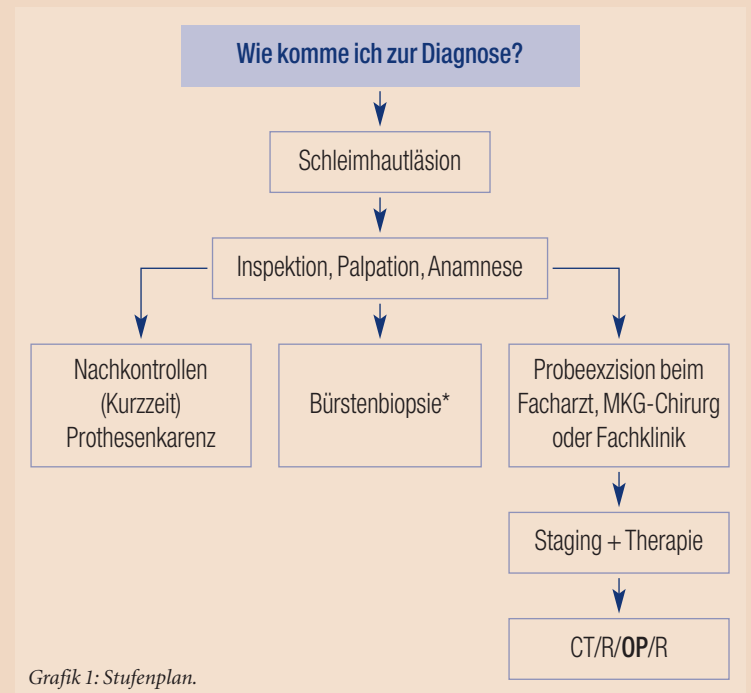 Wie komme ich zur Diagnose?
Schleimhautläsion
Inspektion, Palpation, Anamnese
Nachkontrollen
(Kurzzeit)
Prothesenkarenz
Bürstenbiopsie*
Probeexzision beim
Facharzt, MKG-Chirurg
oder Fachklinik
Staging + Therapie
CT/R/OP/R
Grafik 1: Stufenplan.